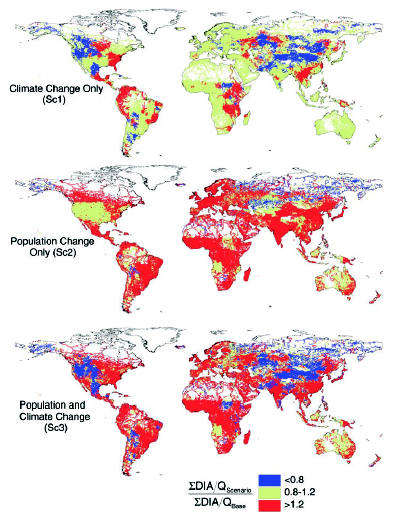 Climate Change Only
(Sc1)
Population Change
Only (Sc2)
Population and
Climate Change
(Sc3)
ΣDIA/QScenario
ΣDIA/QBase
<0.8
0.8-1.2
>1.2